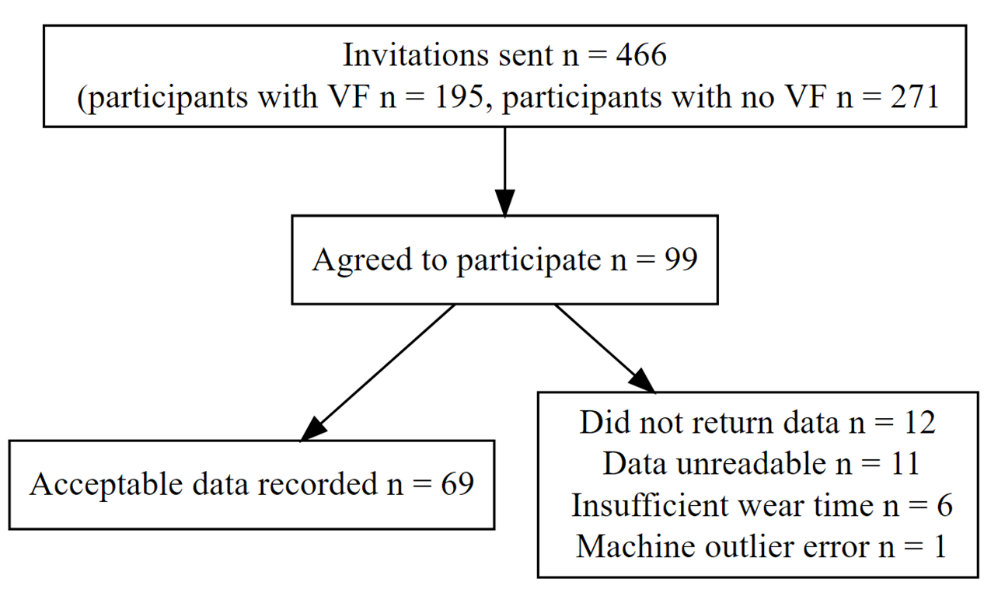 Invitations sent n = 466
(participants with VF n = 195, participants with no VF n = 271
Agreed to participate n = 99
Acceptable data recorded n = 69
Did not return data n = 12
Data unreadable n = 11
Insufficient wear time n = 6
Machine outlier error n = 1